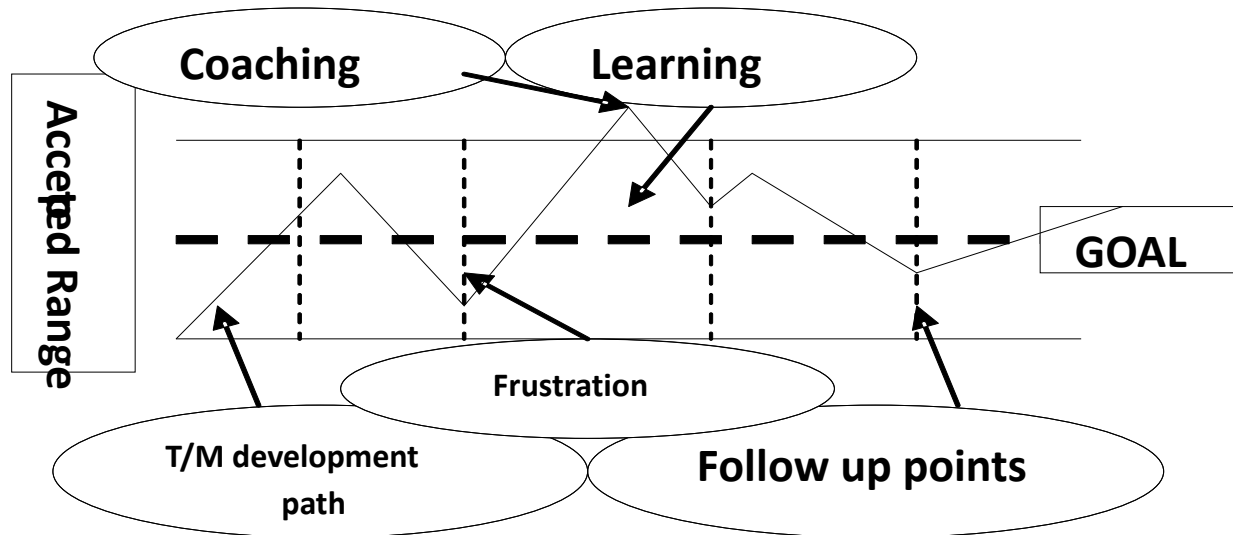 Coaching
Learning
Accepted Range
GOAL
Frustration
T/M development
path
Follow up points